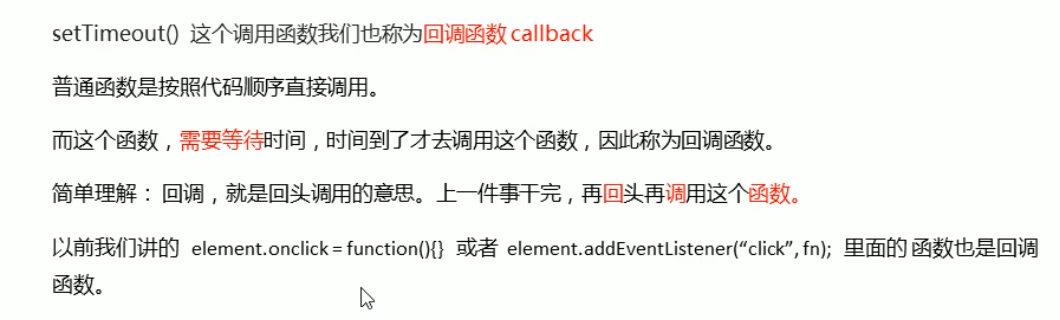 setTimeout() 这个调用函数我们也称为回调函数 callback
普通函数是按照代码顺序直接调用。
而这个函数，需要等待时间，时间到了才去调用这个函数，因此称为回调函数。
简单理解： 回调，就是回头调用的意思。上一件事干完，再回头再调用这个函数。
以前我们讲的 element.onclick = function(){} 或者 element.addEventListener(“click”, fn); 里面的 函数也是回调
函数。